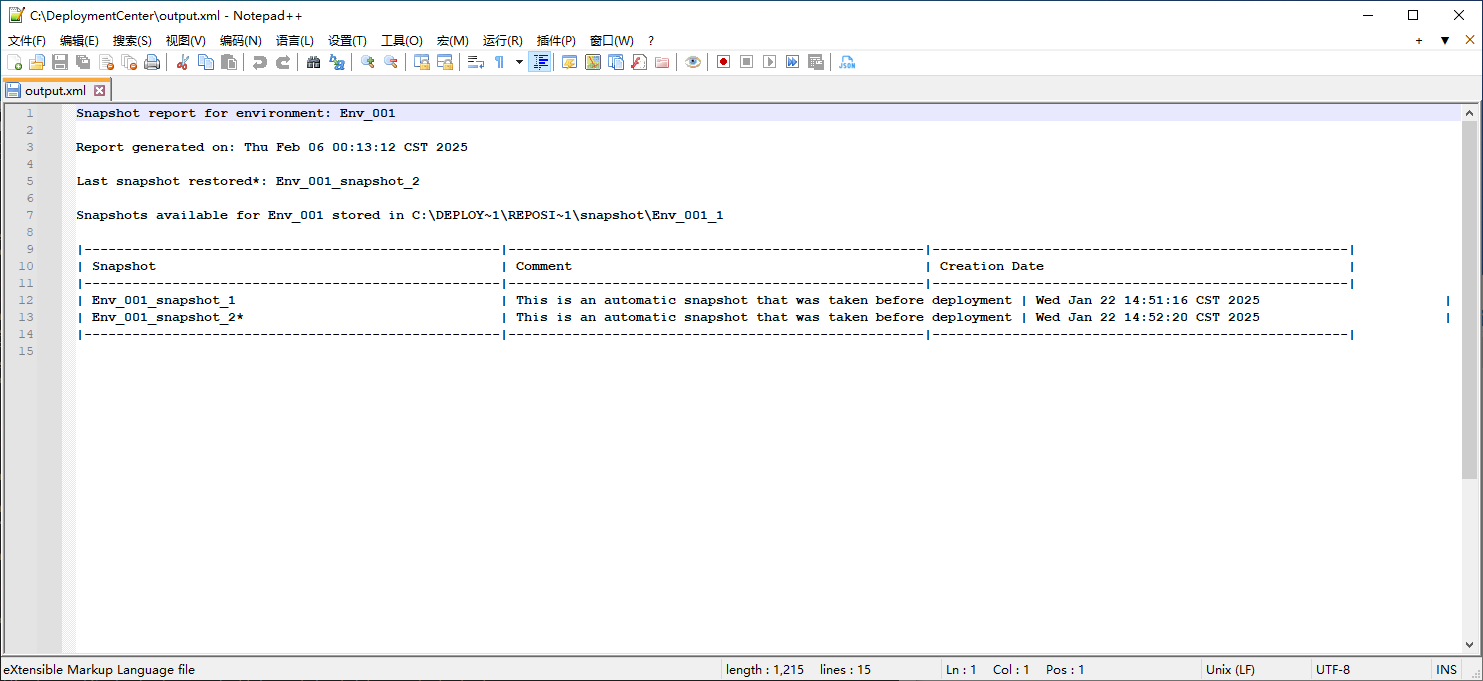 C:\DeploymentCenter\output.xml - Notepad++
文件(F) 编辑(E) 搜索(S) 视图(V) 编码(N) 语言(L) 设置(T) 工具(O) 宏(M) 运行(R) 插件(P) 窗口(W) ?
output.xml
1 Snapshot report for environment: Env_001
2
3 Report generated on: Thu Feb 06 00:13:12 CST 2025
4
5 Last snapshot restored*: Env_001_snapshot_2
6
7 Snapshots available for Env_001 stored in C:\DEPLOY~1\REPOSI~1\snapshot\Env_001_1
8
9 |----------------------------------------------------|----------------------------------------------------|----------------------------------------------------|
10 | Snapshot | Comment | Creation Date |
11 |----------------------------------------------------|----------------------------------------------------|----------------------------------------------------|
12 | Env_001_snapshot_1 | This is an automatic snapshot that was taken before deployment | Wed Jan 22 14:51:16 CST 2025 |
13 | Env_001_snapshot_2* | This is an automatic snapshot that was taken before deployment | Wed Jan 22 14:52:20 CST 2025 |
14 |----------------------------------------------------|----------------------------------------------------|----------------------------------------------------|
15
eXtensible Markup Language file length : 1,215 lines : 15 Ln : 1 Col : 1 Pos : 1 Unix (LF) UTF-8 INS